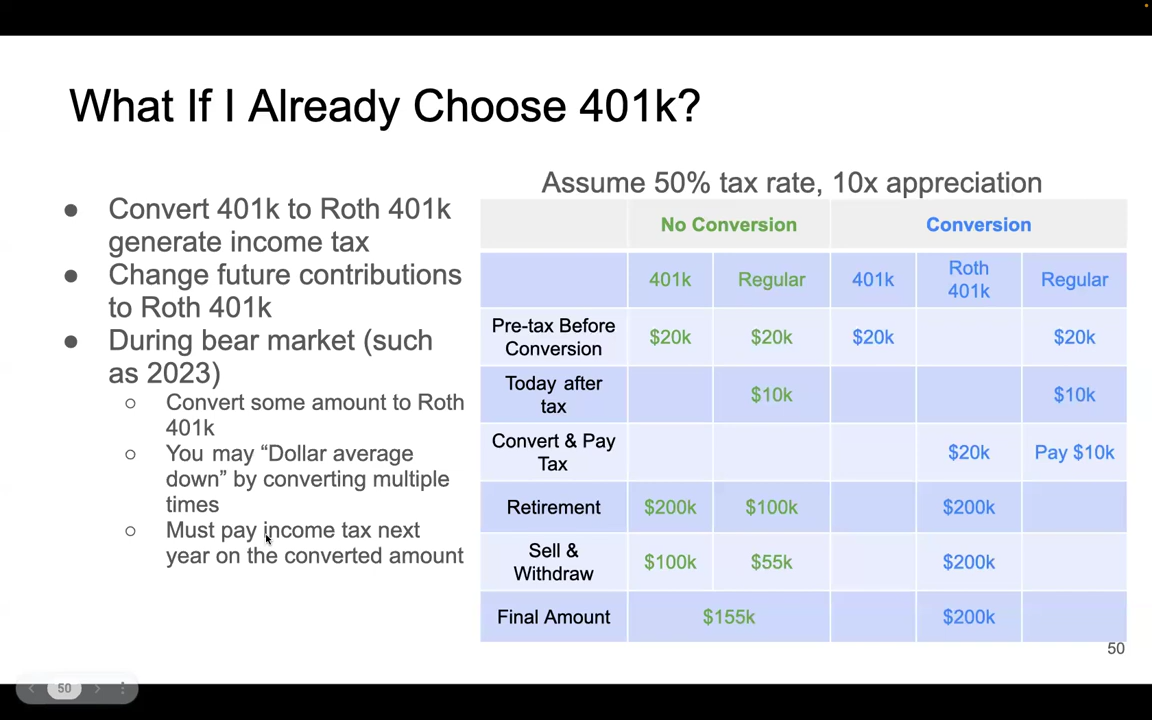 What If I Already Choose 401k?
● Convert 401k to Roth 401k
generate income tax
● Change future contributions
to Roth 401k
● During bear market (such
as 2023)
○ Convert some amount to Roth
401k
○ You may “Dollar average
down” by converting multiple
times
○ Must pay income tax next
year on the converted amount
Assume 50% tax rate, 10x appreciation
No Conversion Conversion
401k Regular 401k Roth
401k Regular
Pre-tax Before
Conversion $20k $20k $20k $20k
Today after
tax $10k $10k
Convert & Pay
Tax $20k Pay $10k
Retirement $200k $100k $200k
Sell &
Withdraw $100k $55k $200k
Final Amount $155k $200k
50
50